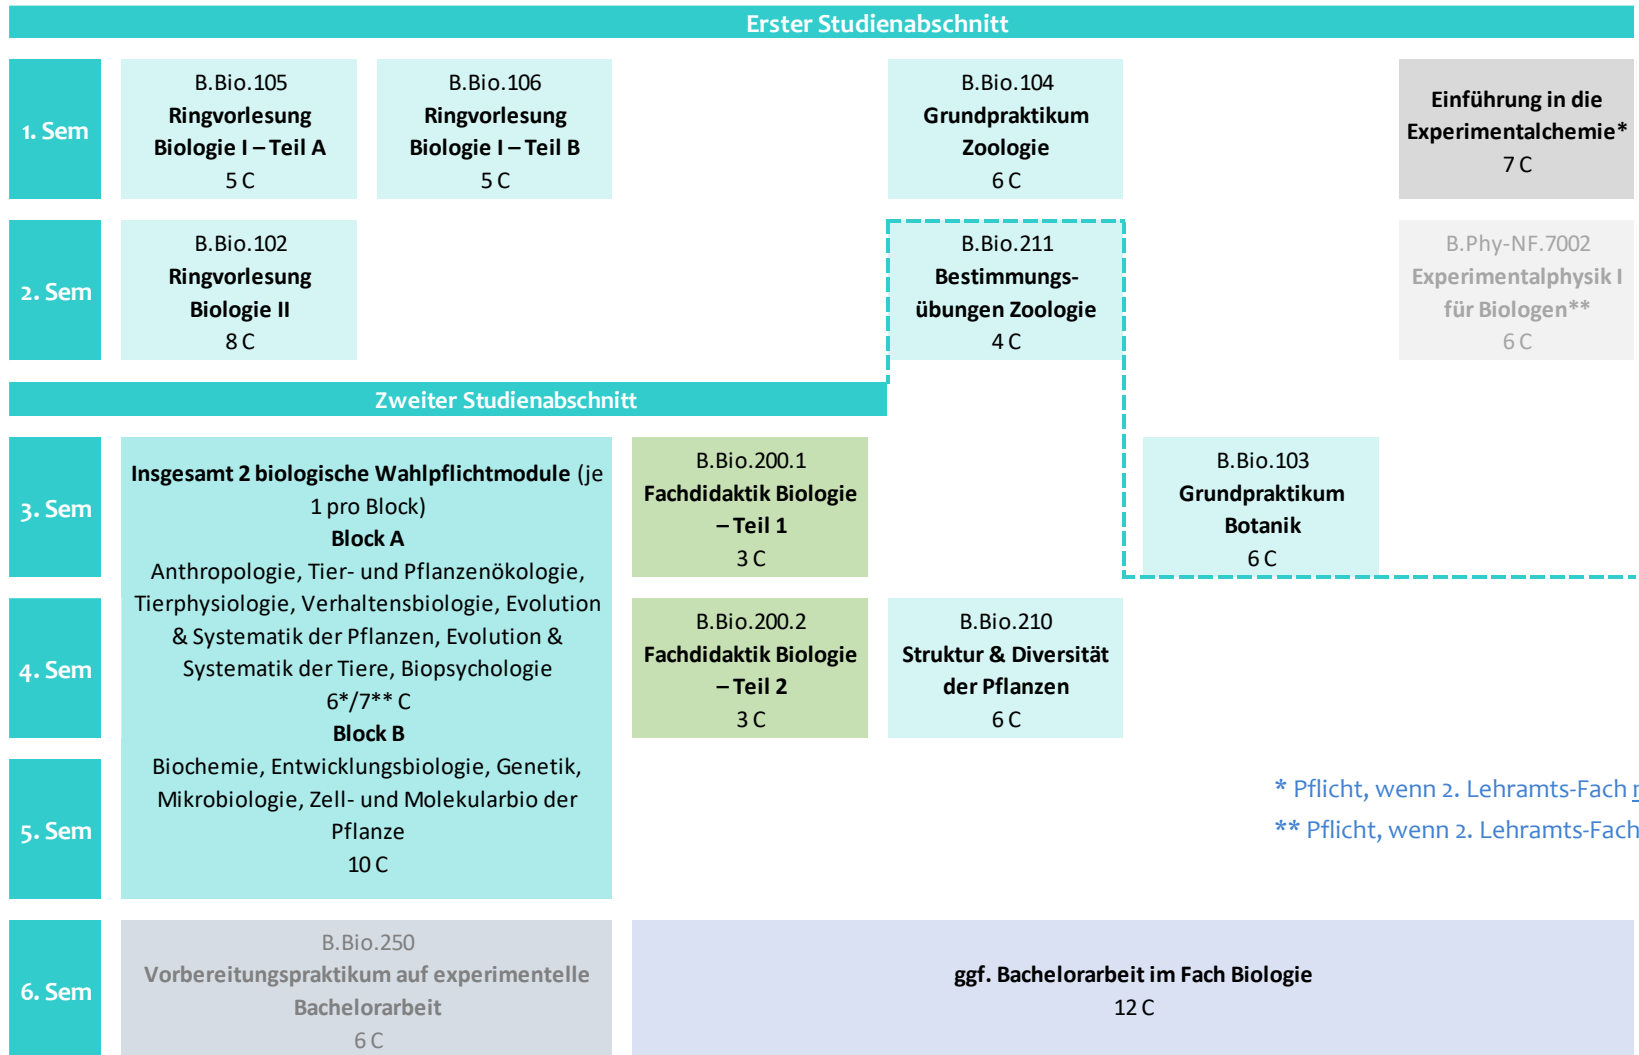 Erster Studienabschnitt
1. Sem
B.Bio.105
Ringvorlesung
Biologie I – Teil A
5 C
B.Bio.106
Ringvorlesung
Biologie I – Teil B
5 C
B.Bio.104
Grundpraktikum
Zoologie
6 C
Einführung in die
Experimentalchemie*
7 C
2. Sem
B.Bio.102
Ringvorlesung
Biologie II
8 C
B.Bio.211
Bestimmungs-
übungen Zoologie
4 C
B.Phy-NF.7002
Experimentalphysik I
für Biologen**
6 C
Zweiter Studienabschnitt
3. Sem
4. Sem
5. Sem
Insgesamt 2 biologische Wahlpflichtmodule (je
1 pro Block)
Block A
Anthropologie, Tier- und Pflanzenökologie,
Tierphysiologie, Verhaltensbiologie, Evolution
& Systematik der Pflanzen, Evolution &
Systematik der Tiere, Biopsychologie
6*/7** C
Block B
Biochemie, Entwicklungsbiologie, Genetik,
Mikrobiologie, Zell- und Molekularbio der
Pflanze
10 C
B.Bio.200.1
Fachdidaktik Biologie
– Teil 1
3 C
B.Bio.103
Grundpraktikum
Botanik
6 C
B.Bio.200.2
Fachdidaktik Biologie
– Teil 2
3 C
B.Bio.210
Struktur & Diversität
der Pflanzen
6 C
* Pflicht, wenn 2. Lehramts-Fach
** Pflicht, wenn 2. Lehramts-Fach
6. Sem
B.Bio.250
Vorbereitungspraktikum auf experimentelle
Bachelorarbeit
6 C
ggf. Bachelorarbeit im Fach Biologie
12 C